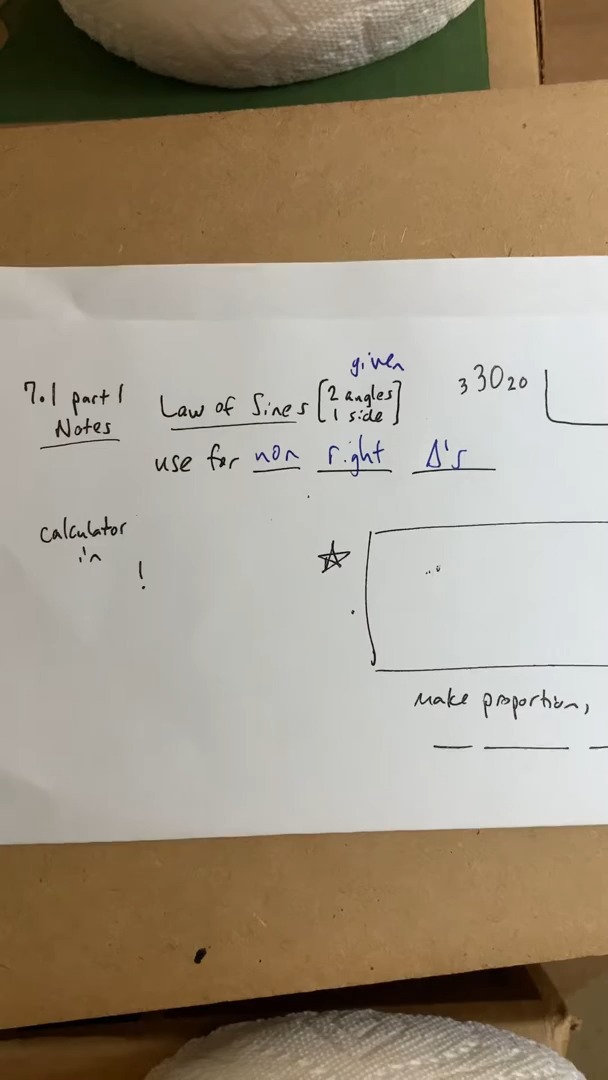 given
7.1 part 1 Law of Sines [2 angles 3 30 20
Notes 1 side]
use for non right Δ's
calculator
in
!
make proportion,